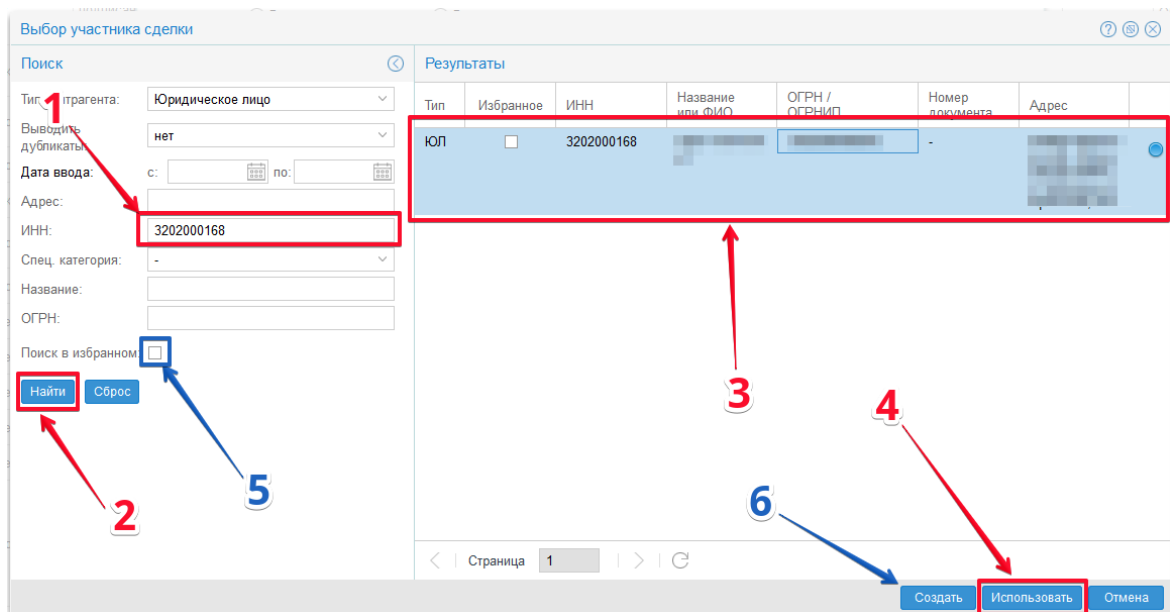 Выбор участника сделки
Поиск
Результаты
Юридическое лицо
Выводить дубликаты:
нет
Дата ввода:
с:
по:
Адрес:
ИНН:
3202000168
Спец. категория:
-
Название:
ОГРН:
Поиск в избранном:
Найти
Сброс
Тип
Избранное
ИНН
Название или ФИО
ОГРН / ОГРНИП
Номер документа
Адрес
ЮЛ
3202000168
-
1
2
3
4
5
6
Страница
1
Создать
Использовать
Отмена